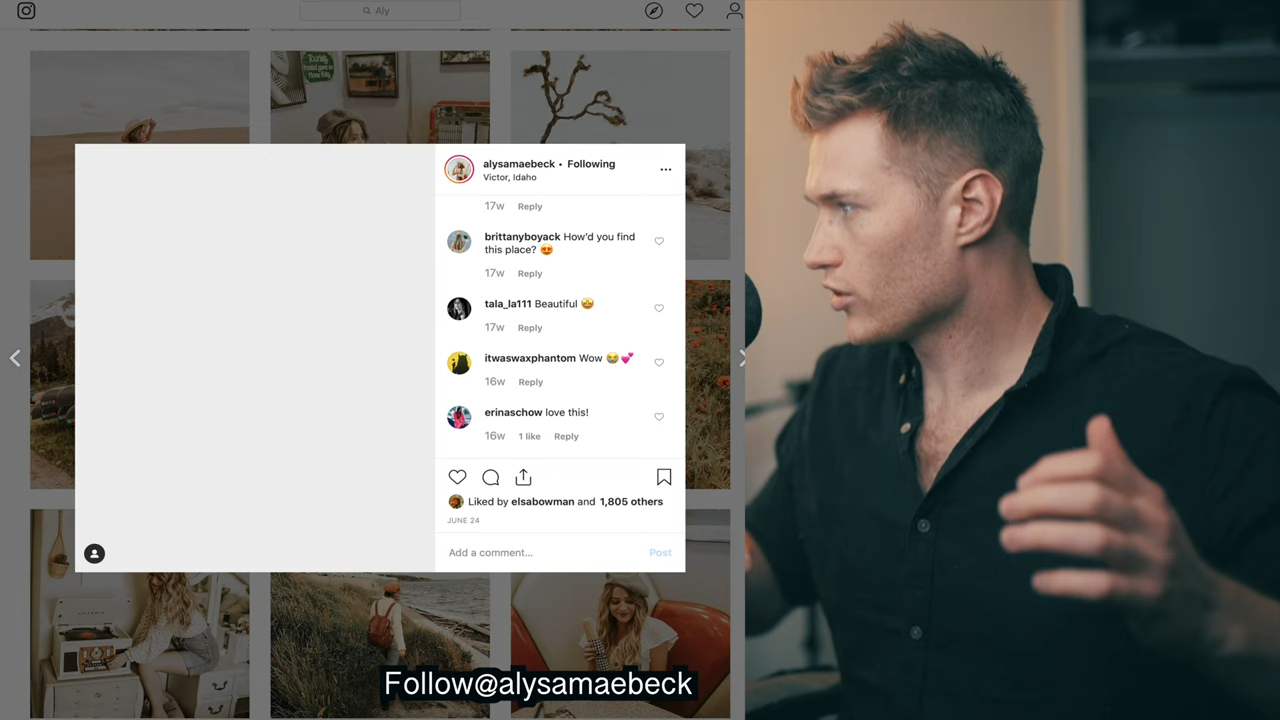 Aly
alysamaebeck • Following
Victor, Idaho
17w Reply
brittanyboyack How'd you find
this place? 😍
17w Reply
tala_la111 Beautiful 🤩
17w Reply
itwaswaxphantom Wow 😭💕
16w Reply
erinaschow love this!
16w 1 like Reply
Liked by elsabowman and 1,805 others
JUNE 24
Add a comment... Post
Follow@alysamaebeck